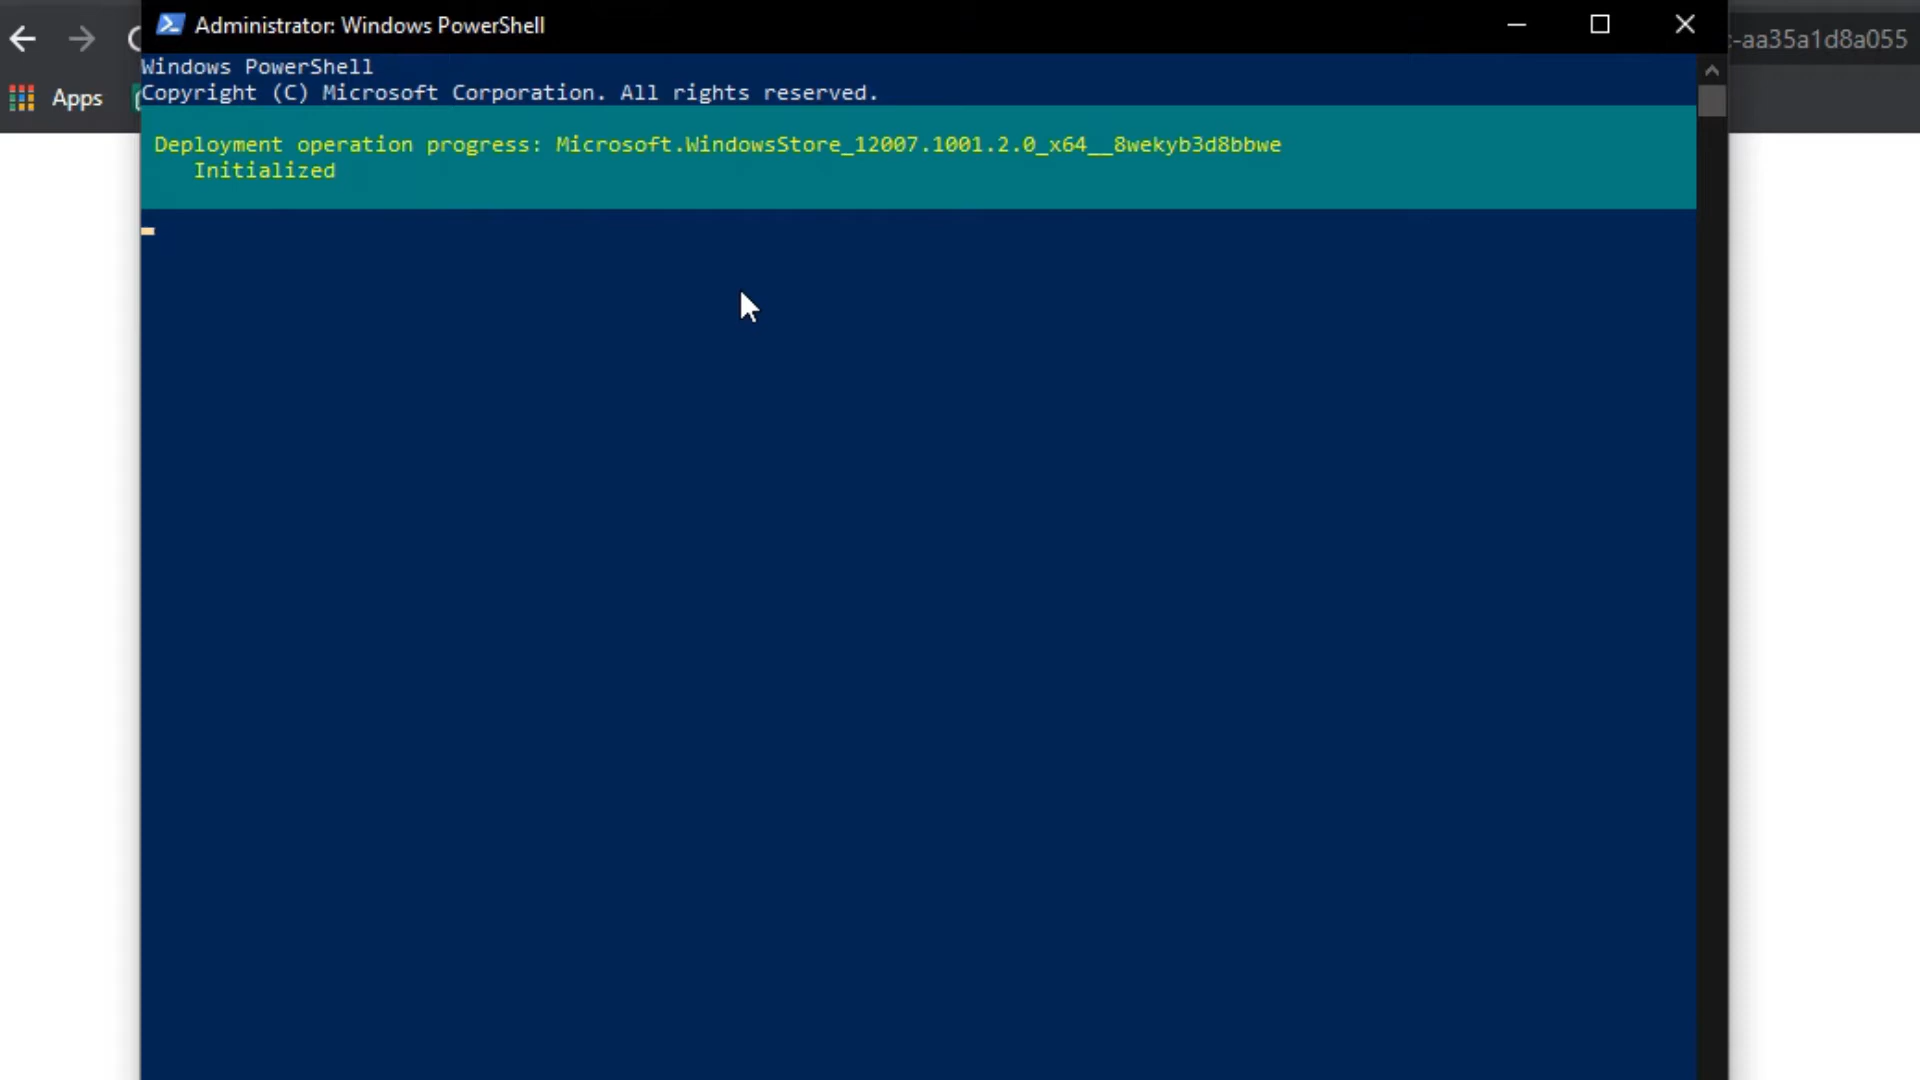 Administrator: Windows PowerShell
-aa35a1d8a055
Apps
Windows PowerShell
Copyright (C) Microsoft Corporation. All rights reserved.
Deployment operation progress: Microsoft.WindowsStore_12007.1001.2.0_x64__8wekyb3d8bbwe
Initialized